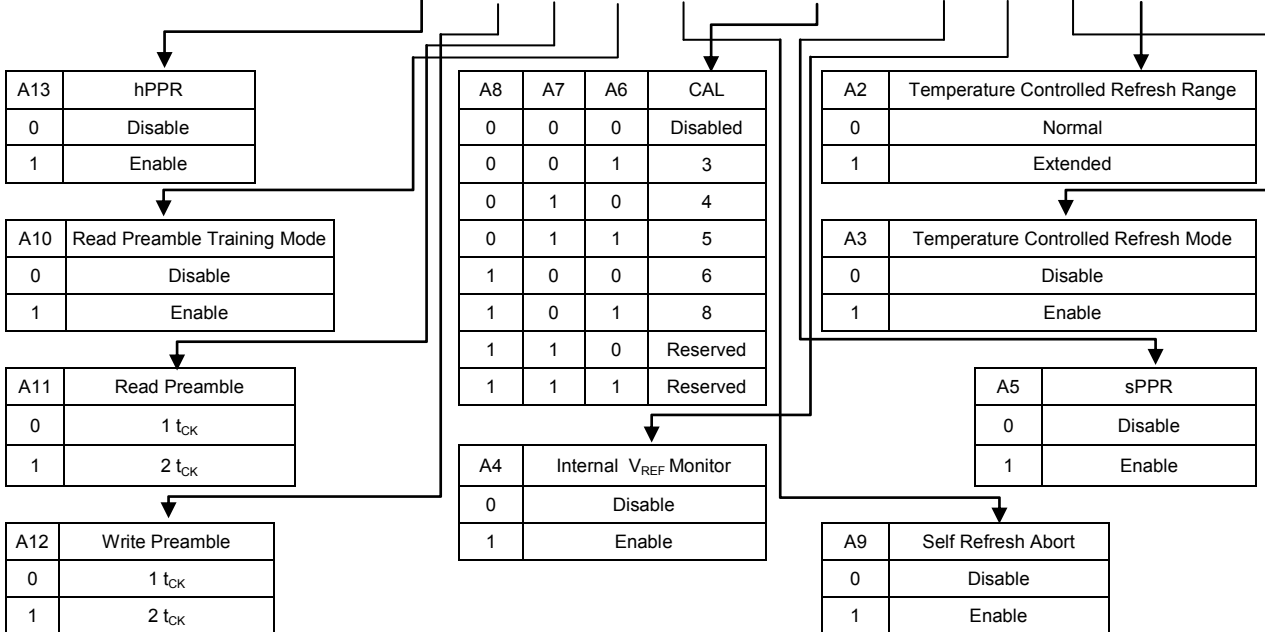 A13 hPPR
0 Disable
1 Enable
A10 Read Preamble Training Mode
0 Disable
1 Enable
A11 Read Preamble
0 1 tCK
1 2 tCK
A12 Write Preamble
0 1 tCK
1 2 tCK
A8 A7 A6 CAL
0 0 0 Disabled
0 0 1 3
0 1 0 4
0 1 1 5
1 0 0 6
1 0 1 8
1 1 0 Reserved
1 1 1 Reserved
A4 Internal VREF Monitor
0 Disable
1 Enable
A2 Temperature Controlled Refresh Range
0 Normal
1 Extended
A3 Temperature Controlled Refresh Mode
0 Disable
1 Enable
A5 sPPR
0 Disable
1 Enable
A9 Self Refresh Abort
0 Disable
1 Enable